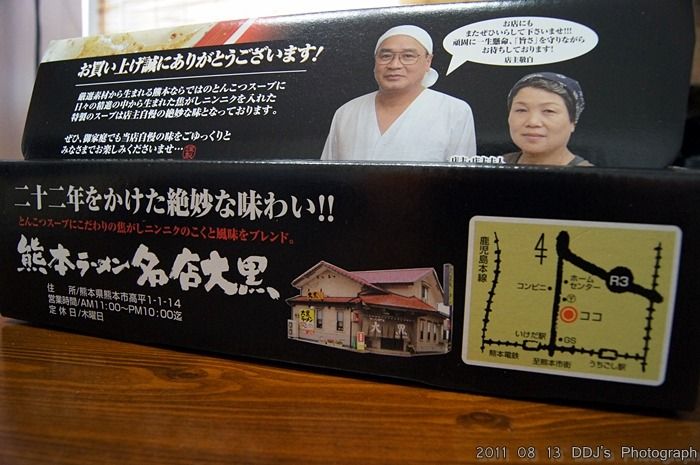 お買い上げ誠にありがとうございます!
厳選素材から生まれる熊本ならではのとんこつスープに
日々の精進の中から生まれた焦がしニンニクを入れた
特製のスープは店主自慢の絶妙な味となっております。
ぜひ、御家庭でも当店自慢の味をごゆっくりと
みなさまでお楽しみくださいませ…
お店にも
またぜひいらして下さいませ!!!
頑固に一生懸命、「旨さ」を守りながら
お待ちしております!
店主敬白
二十二年をかけた絶妙な味わい!!
とんこつスープにこだわりの焦がしニンニクのこくと風味をブレンド。
熊本ラーメン 名店大黒
住 所/熊本県熊本市高平1-1-14
営業時間/AM11:00~PM10:00迄
定 休 日/木曜日
大黒
鹿児島本線
4
コンビニ
ホーム
センター
R3
〒
ココ
いけだ駅
GS
熊本電鉄
至熊本市街
うちごし駅
2011 08 13 DDJ's Photograph